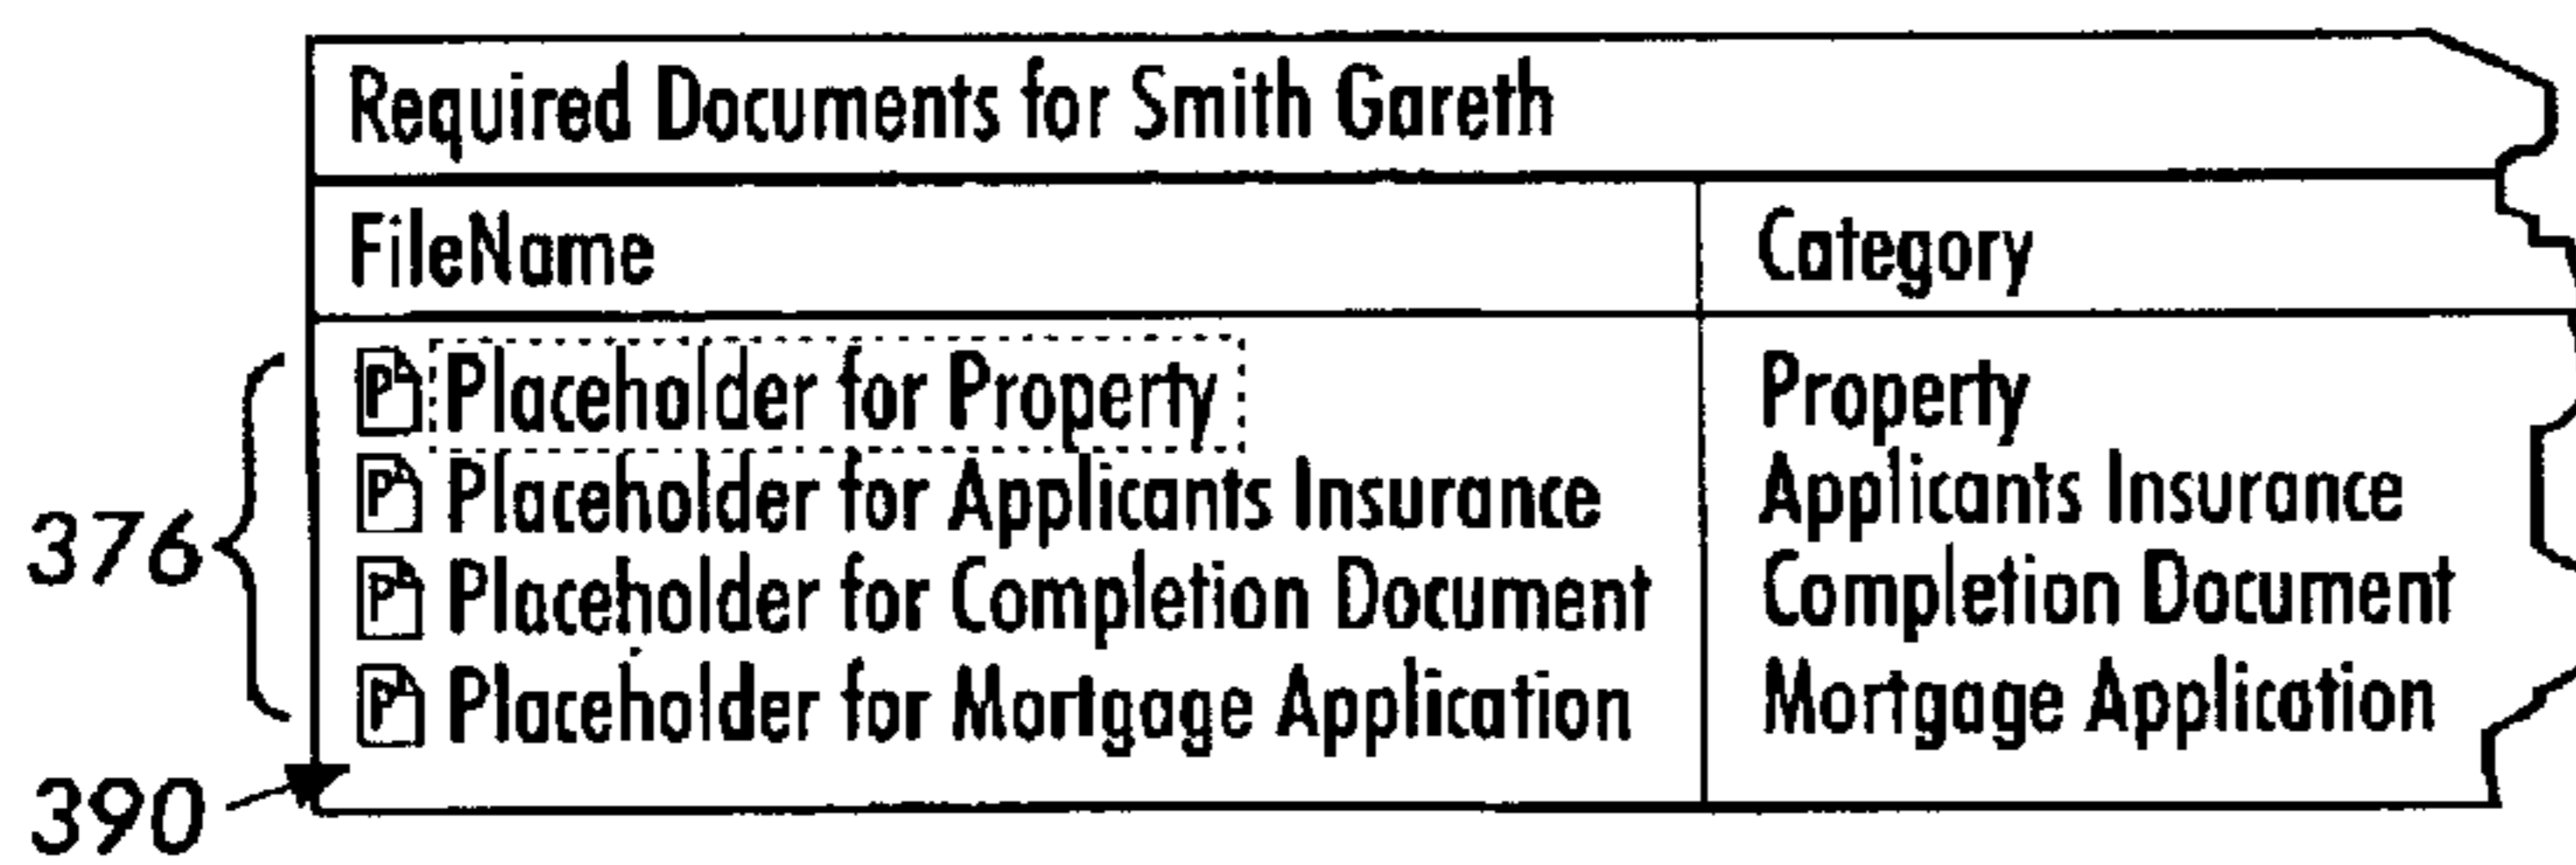 Required Documents for Smith Gareth
FileName Category
P Placeholder for Property Property
P Placeholder for Applicants Insurance Applicants Insurance
376
P Placeholder for Completion Document Completion Document
P Placeholder for Mortgage Application Mortgage Application
390